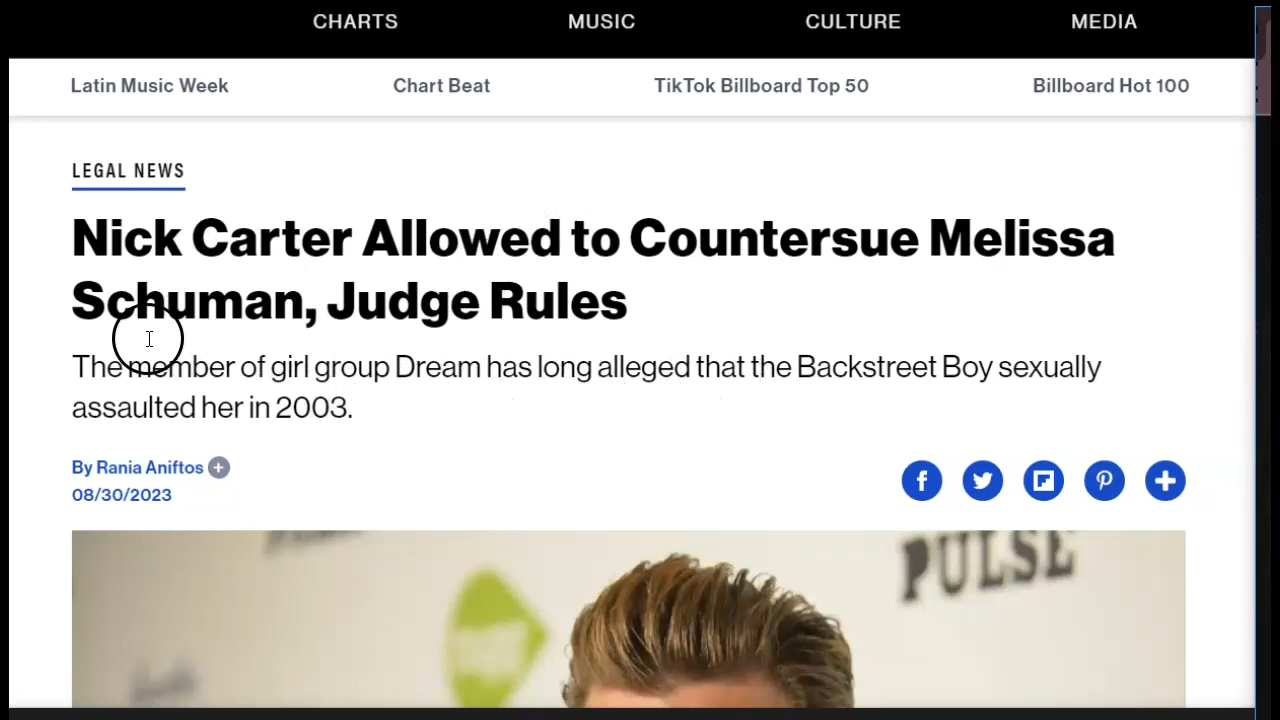 CHARTS MUSIC CULTURE MEDIA
Latin Music Week Chart Beat TikTok Billboard Top 50 Billboard Hot 100
LEGAL NEWS
Nick Carter Allowed to Countersue Melissa
Schuman, Judge Rules
The member of girl group Dream has long alleged that the Backstreet Boy sexually
assaulted her in 2003.
By Rania Aniftos
08/30/2023
PULSE